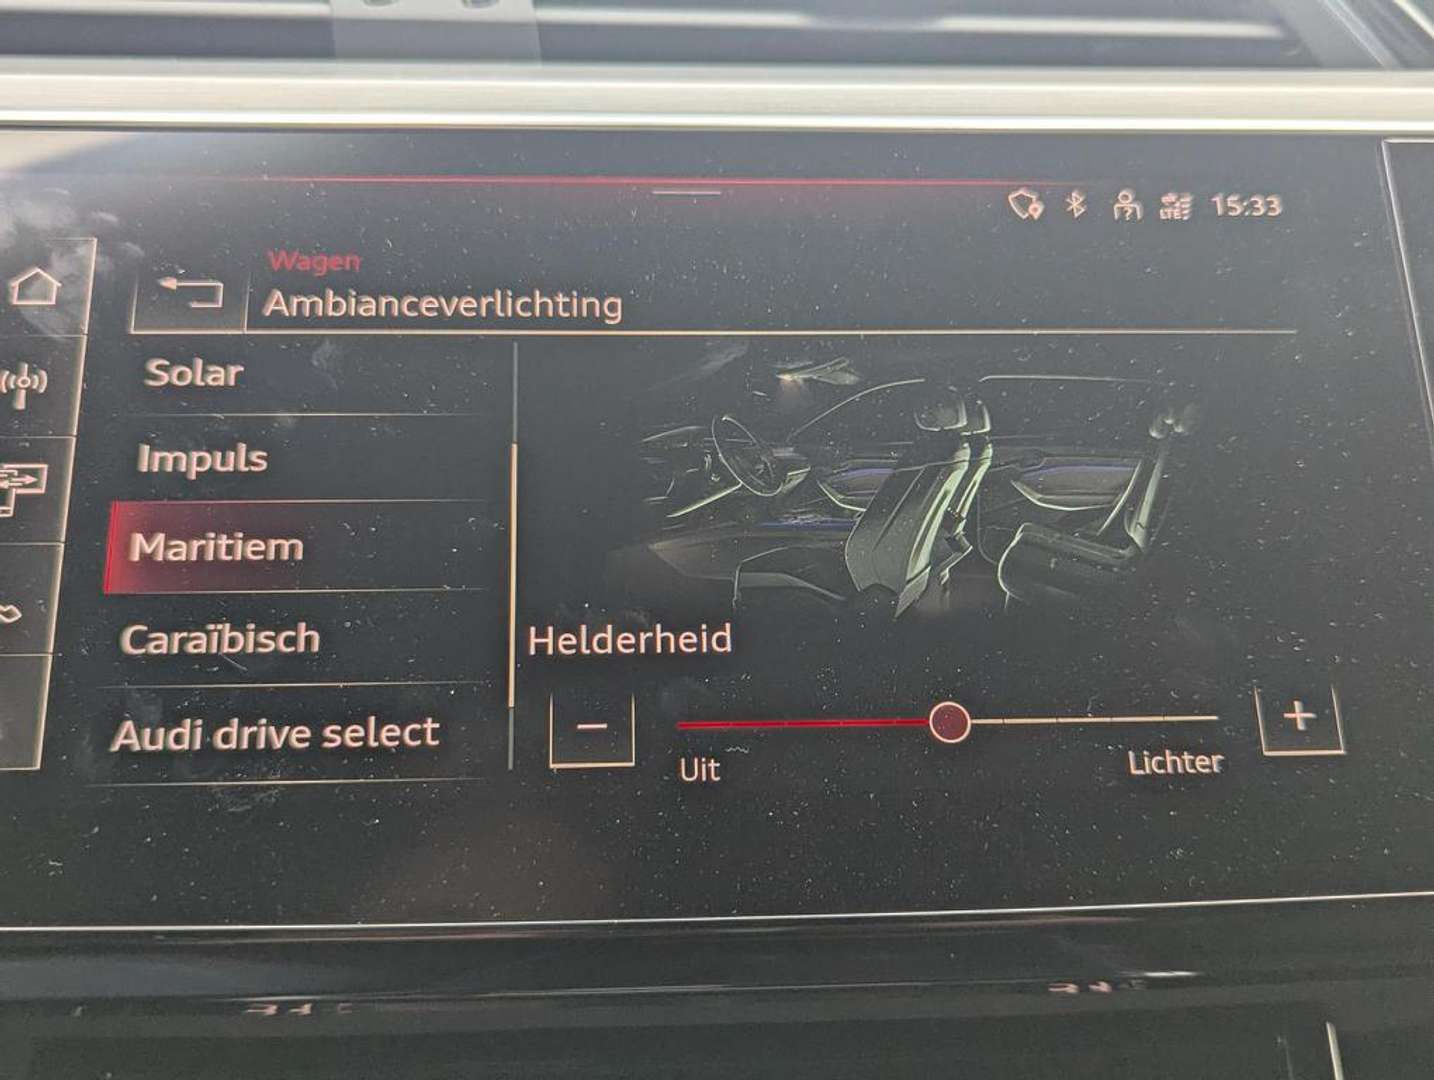 15:33
Wagen
Ambianceverlichting
Solar
Impuls
Maritiem
Caraïbisch
Audi drive select
Helderheid
−
+
Uit
Lichter